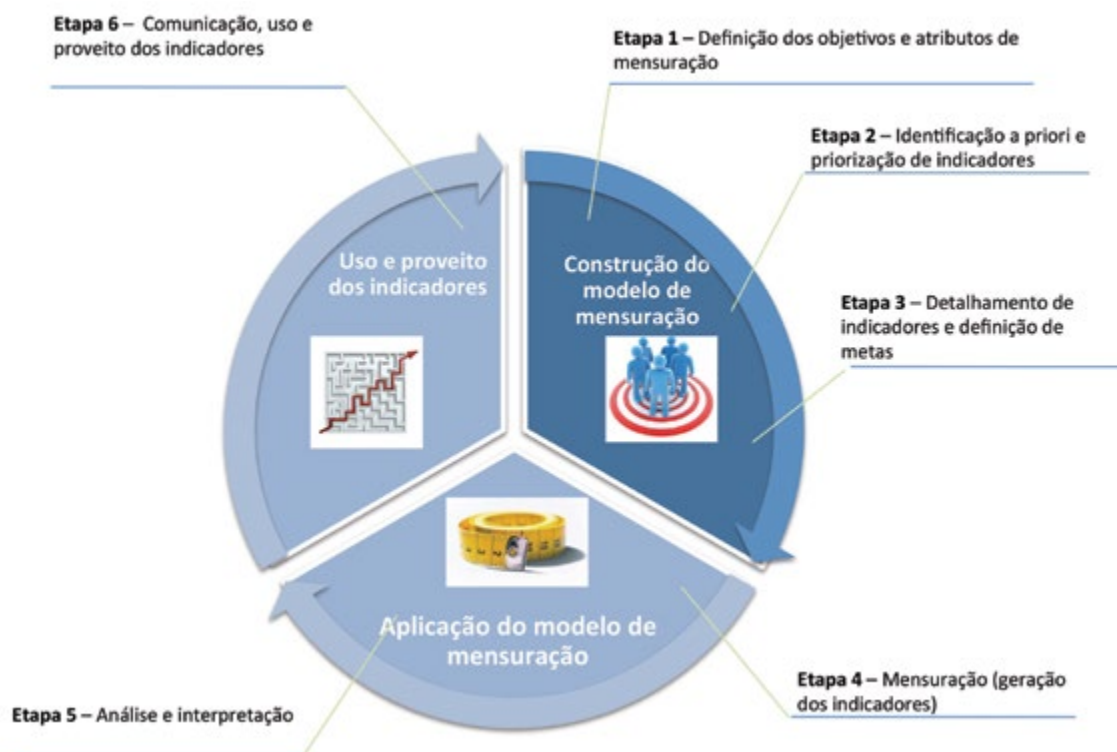 Etapa 6 – Comunicação, uso e
proveito dos indicadores
Etapa 1 – Definição dos objetivos e atributos de
mensuração
Etapa 2 – Identificação a priori e
priorização de indicadores
Uso e proveito
dos indicadores
Construção do
modelo de
mensuração
Etapa 3 – Detalhamento de
indicadores e definição de
metas
Aplicação do modelo de
mensuração
Etapa 4 – Mensuração (geração
dos indicadores)
Etapa 5 – Análise e interpretação